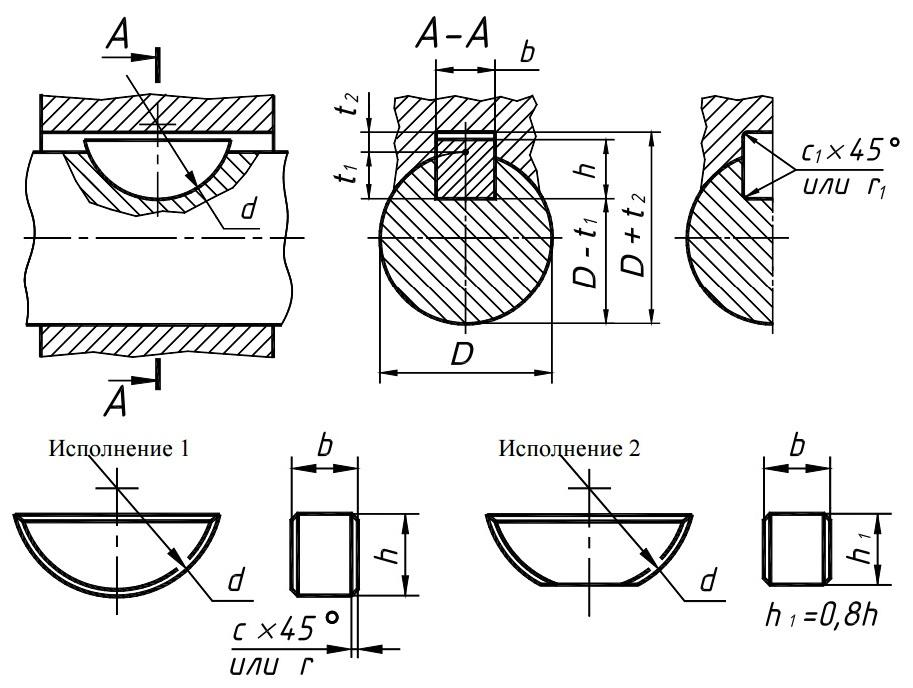 A
A
d
A-A
b
t₂
t₁
h
D-t₁
D+t₂
D
c₁×45°
или r₁
Исполнение 1
d
b
h
c×45°
или r
Исполнение 2
d
b
h₁
h₁=0,8h